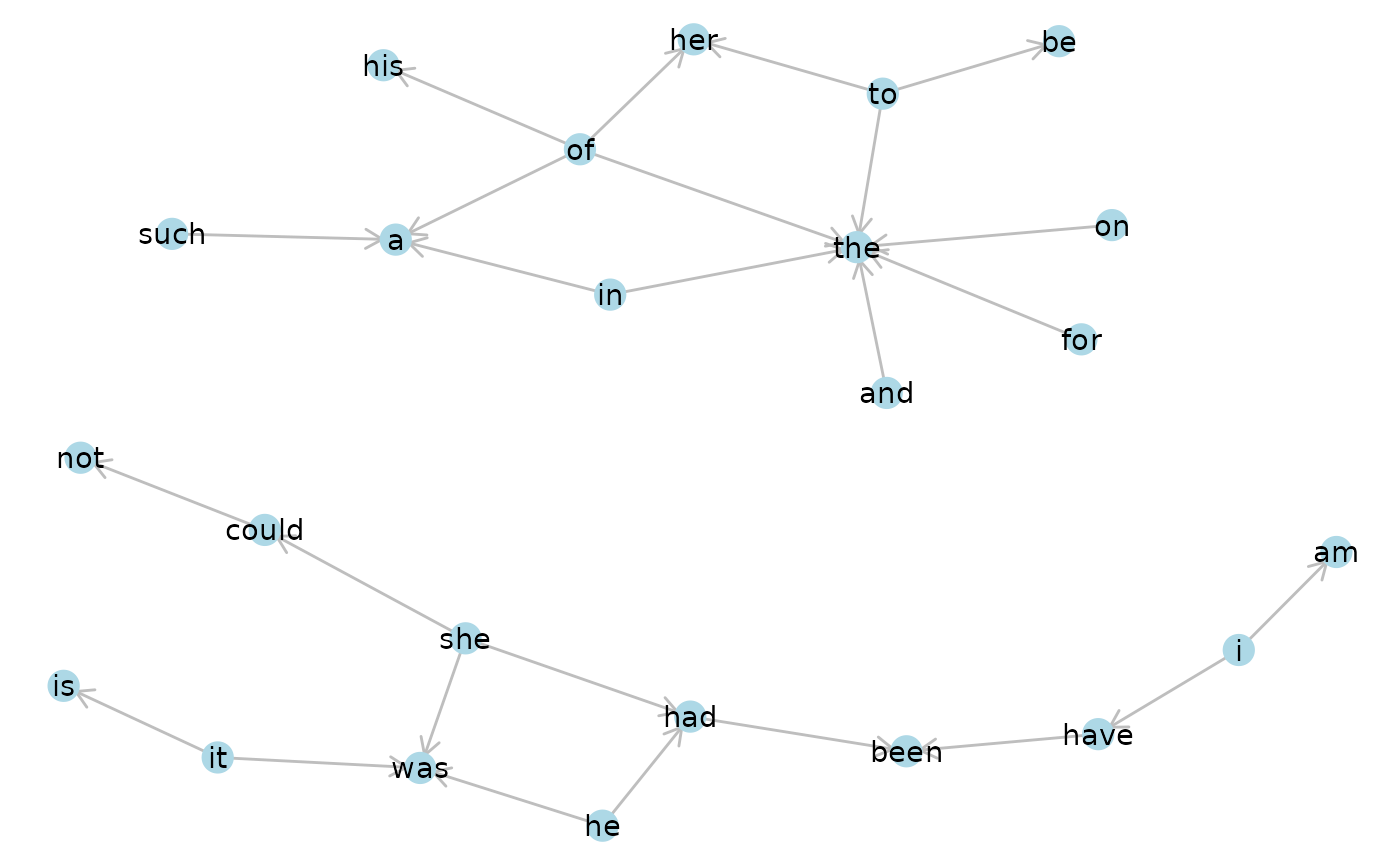 her
be
his
to
of
such
a
on
the
in
for
and
not
could
am
she
i
is
had
have
it
been
was
he